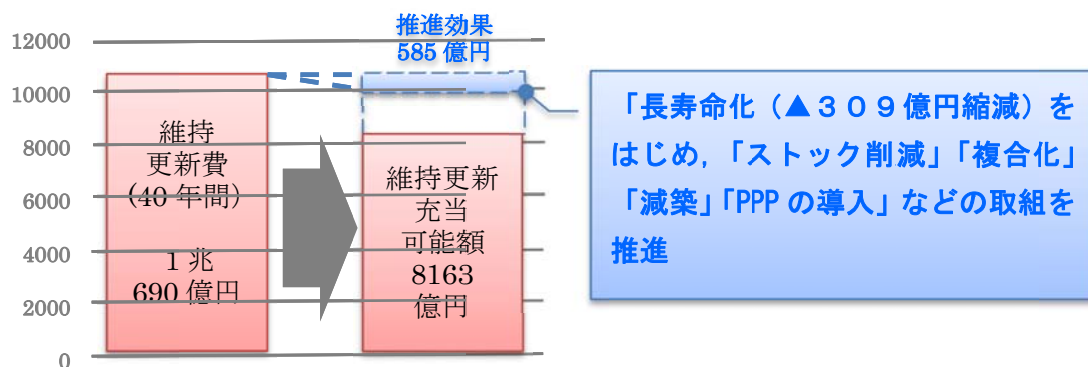 推進効果
585 億円
12000
10000
8000
6000
4000
2000
0
維持
更新費
(40 年間)
1 兆
690 億円
維持更新
充当
可能額
8163
億円
「長寿命化（▲３０９億円縮減）を
はじめ,「ストック削減」「複合化」
「減築」「PPP の導入」などの取組を
推進